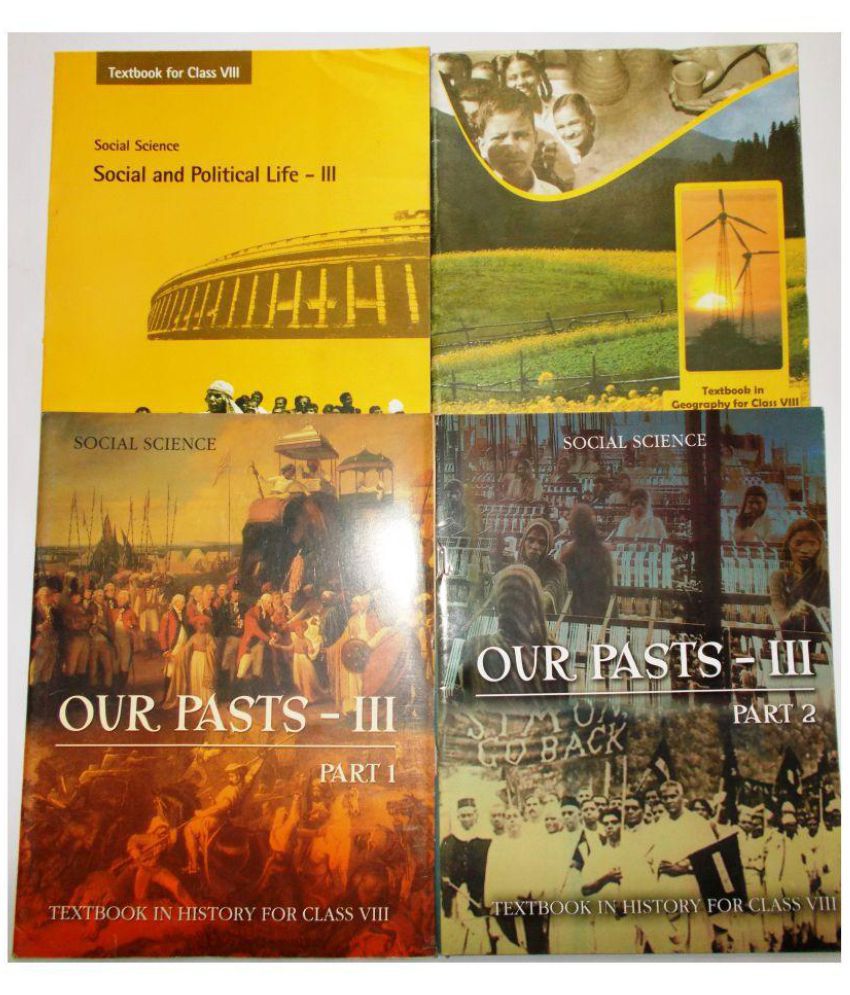 Textbook for Class VIII
Social Science
Social and Political Life - III
Textbook in
Geography for Class VIII
SOCIAL SCIENCE
OUR PASTS - III
PART 1
TEXTBOOK IN HISTORY FOR CLASS VIII
SOCIAL SCIENCE
OUR PASTS - III
PART 2
SIMON
GO BACK
TEXTBOOK IN HISTORY FOR CLASS VIII